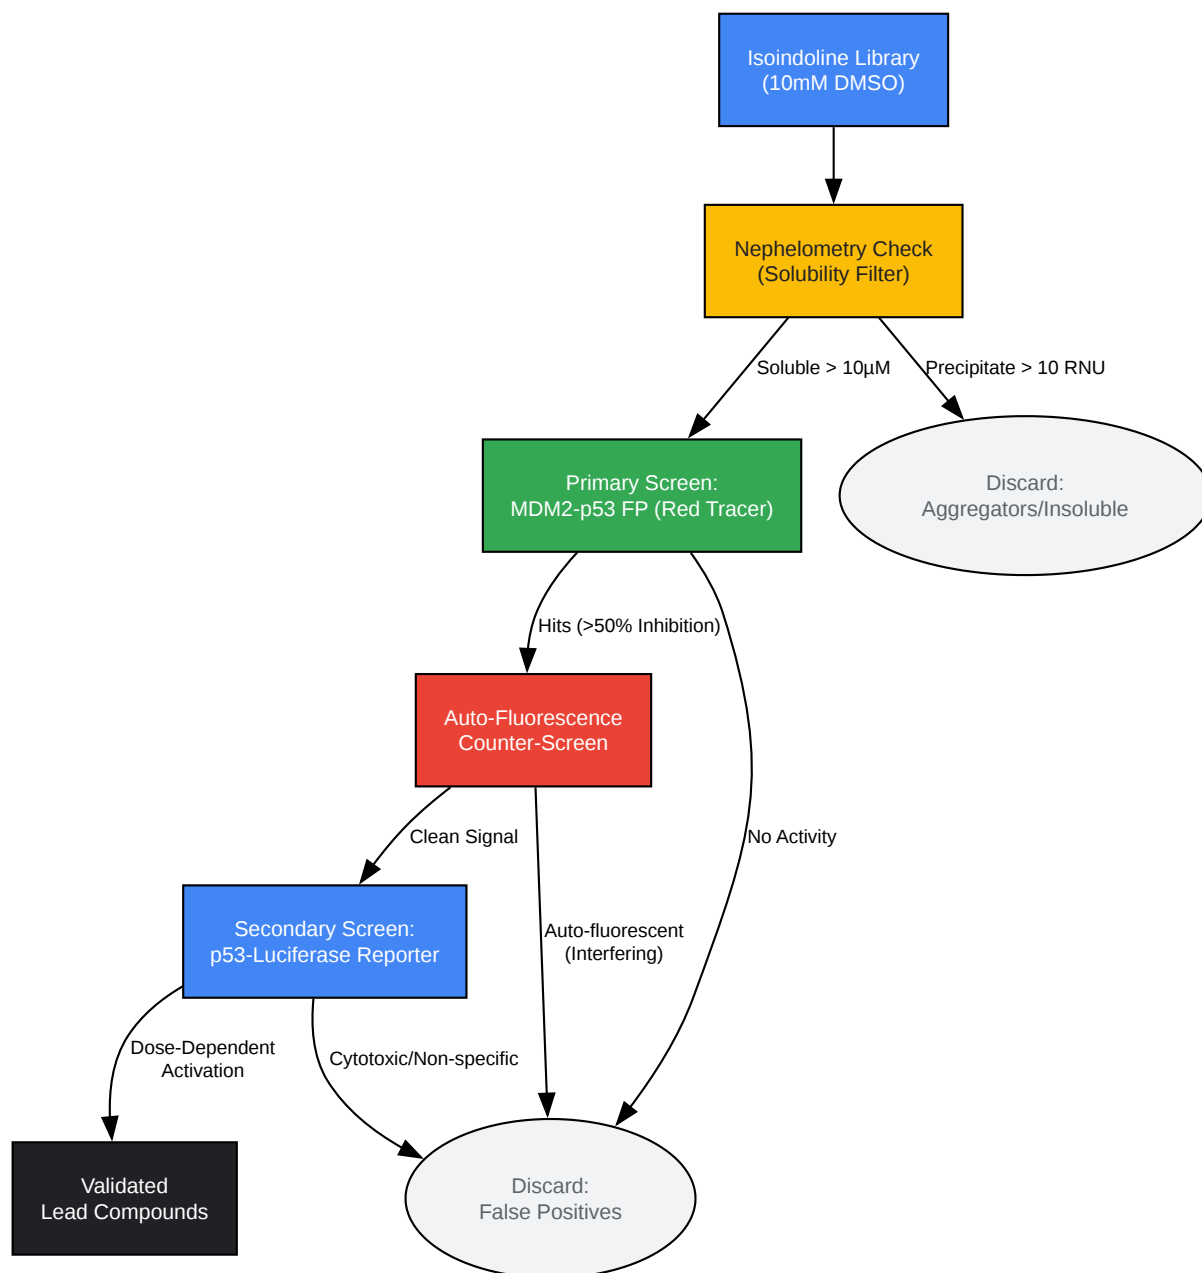 Isoindoline Library
(10mM DMSO)
Nephelometry Check
(Solubility Filter)
Soluble > 10µM
Precipitate > 10 RNU
Primary Screen:
MDM2-p53 FP (Red Tracer)
Discard:
Aggregators/Insoluble
Hits (>50% Inhibition)
Auto-Fluorescence
Counter-Screen
Clean Signal
No Activity
Secondary Screen:
p53-Luciferase Reporter
Auto-fluorescent
(Interfering)
Dose-Dependent
Activation
Cytotoxic/Non-specific
Validated
Lead Compounds
Discard:
False Positives